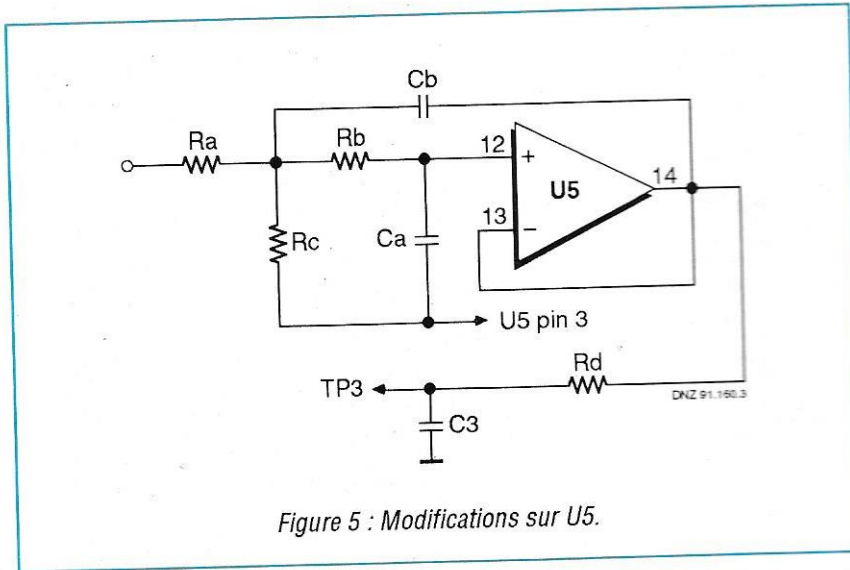 Cb
Ra
Rb
12
+
U5
14
13
−
Rc
Ca
U5 pin 3
TP3
Rd
DNZ 91.160.3
C3
Figure 5 : Modifications sur U5.